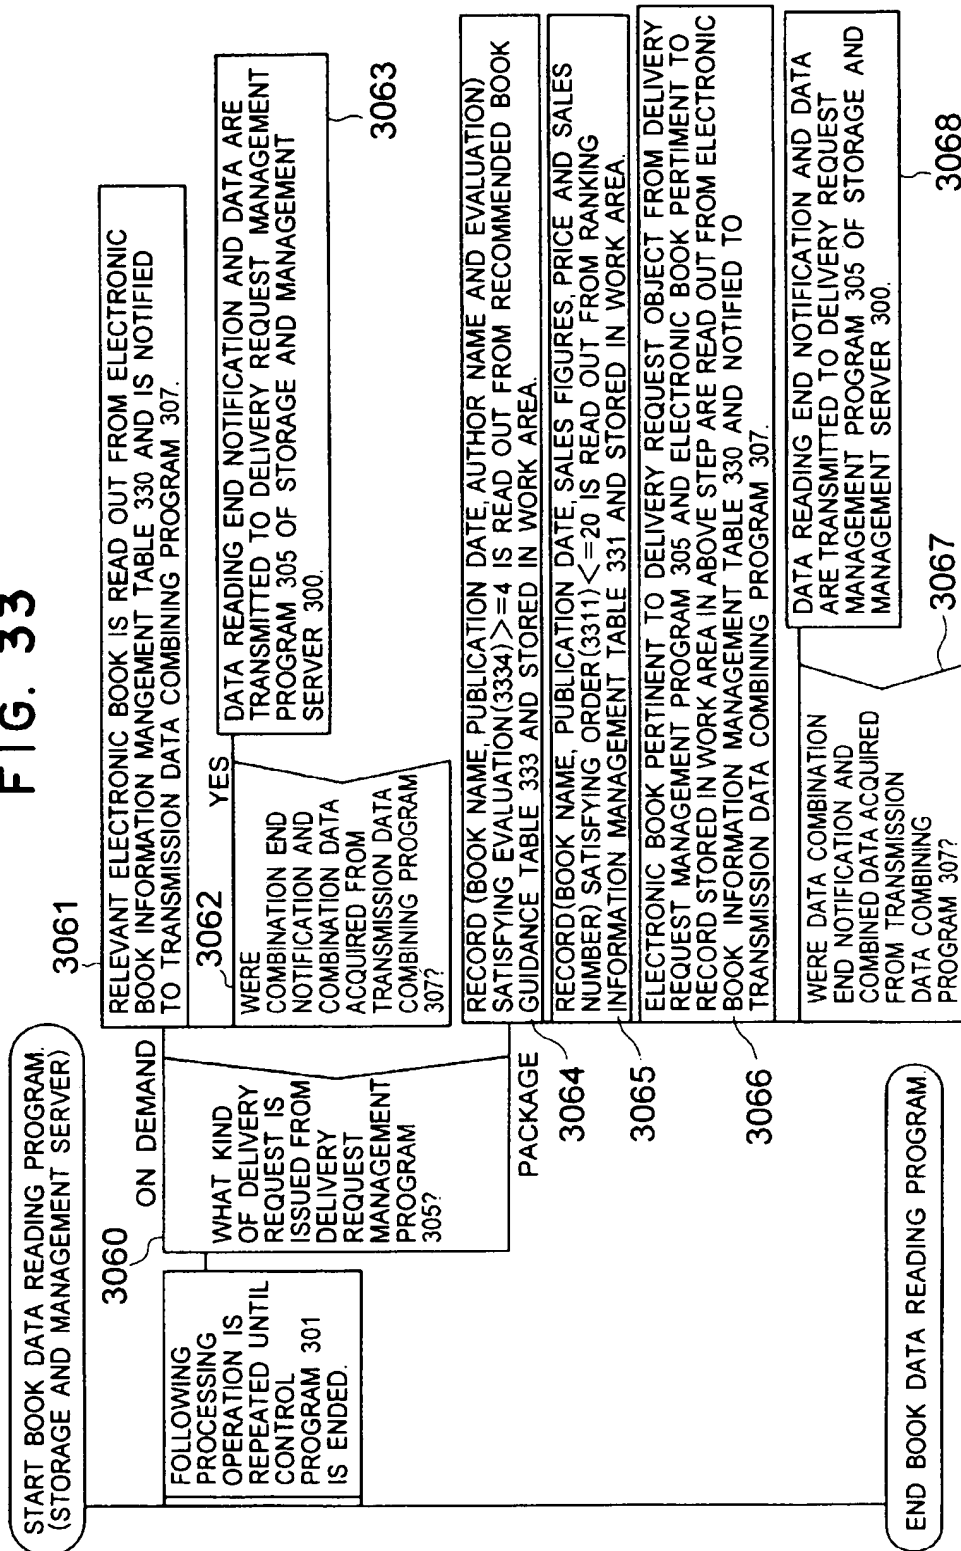 FIG. 33
START BOOK DATA READING PROGRAM.
(STORAGE AND MANAGEMENT SERVER)
FOLLOWING
PROCESSING
OPERATION IS
REPEATED UNTIL
CONTROL
PROGRAM 301
IS ENDED.
3060
WHAT KIND
OF DELIVERY
REQUEST IS
ISSUED FROM
DELIVERY
REQUEST
MANAGEMENT
PROGRAM
305?
ON DEMAND
3061
RELEVANT ELECTRONIC BOOK IS READ OUT FROM ELECTRONIC
BOOK INFORMATION MANGEMENT TABLE 330 AND IS NOTIFIED
TO TRANSMISSION DATA COMBINING PROGRAM 307.
3062
YES
WERE
COMBINATION END
NOTIFICATION AND
COMBINATION DATA
ACQUIRED FROM
TRANSMISSION DATA
COMBINING PROGRAM
307?
DATA READING END NOTIFICATION AND DATA ARE
TRANSMITTED TO DELIVERY REQUEST MANAGEMENT
PROGRAM 305 OF STORAGE AND MANAGEMENT
SERVER 300.
3063
PACKAGE
3064
RECORD (BOOK NAME, PUBLICATION DATE, AUTHOR NAME AND EVALUATION)
SATISFYING EVALUATION(3334)>=4 IS READ OUT FROM RECOMMENDED BOOK
GUIDANCE TABLE 333 AND STORED IN WORK AREA.
3065
RECORD(BOOK NAME, PUBLICATION DATE, SALES FIGURES, PRICE AND SALES
NUMBER) SATISFYING ORDER(3311)<=20 IS READ OUT FROM RANKING
INFORMATION MANAGEMENT TABLE 331 AND STORED IN WORK AREA.
3066
ELECTRONIC BOOK PERTINENT TO DELIVERY REQUEST OBJECT FROM DELIVERY
REQUEST MANAGEMENT PROGRAM 305 AND ELECTRONIC BOOK PERTIMENT TO
RECORD STORED IN WORK AREA IN ABOVE STEP ARE READ OUT FROM ELECTRONIC
BOOK INFORMATION MANAGEMENT TABLE 330 AND NOTIFIED TO
TRANSMISSION DATA COMBINING PROGRAM 307.
WERE DATA COMBINATION
END NOTIFICATION AND
COMBINED DATA ACQUIRED
FROM TRANSMISSION
DATA COMBINING
PROGRAM 307?
3067
DATA READING END NOTIFICATION AND DATA
ARE TRANSMITTED TO DELIVERY REQUEST
MANAGEMENT PROGRAM 305 OF STORAGE AND
MANAGEMENT SERVER 300.
3068
END BOOK DATA READING PROGRAM.